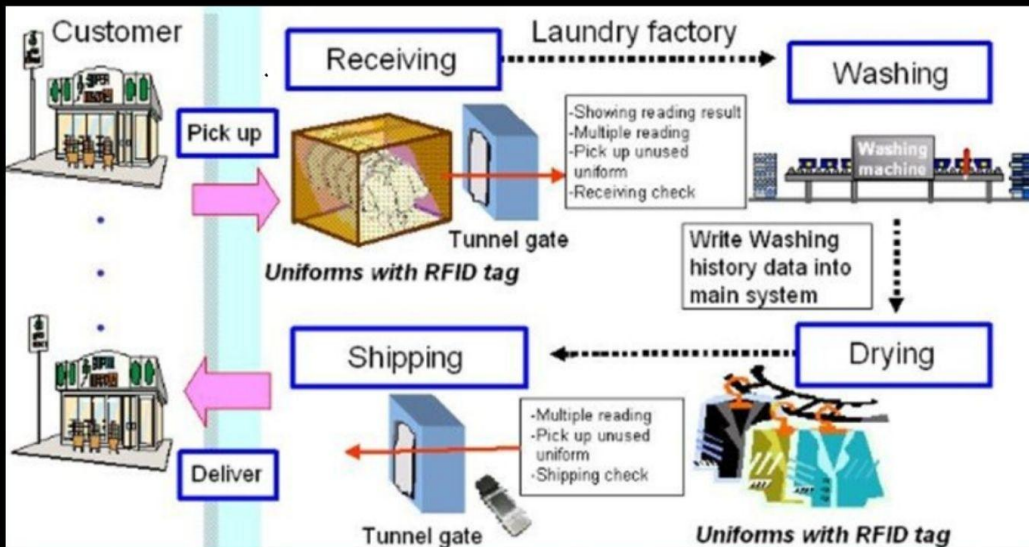 Customer
Receiving
Laundry factory
Washing
Pick up
-Showing reading result
-Multiple reading
-Pick up unused
uniform
-Receiving check
Washing
machine
Tunnel gate
Uniforms with RFID tag
Write Washing
history data into
main system
Shipping
Drying
-Multiple reading
-Pick up unused
uniform
-Shipping check
Deliver
Tunnel gate
Uniforms with RFID tag